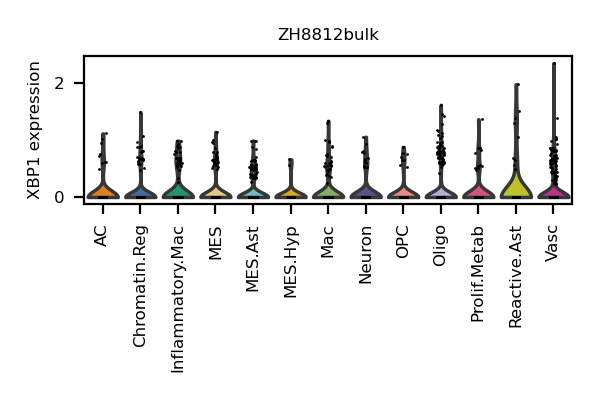 ZH8812bulk
XBP1 expression
2
0
AC
Chromatin.Reg
Inflammatory.Mac
MES
MES.Ast
MES.Hyp
Mac
Neuron
OPC
Oligo
Prolif.Metab
Reactive.Ast
Vasc